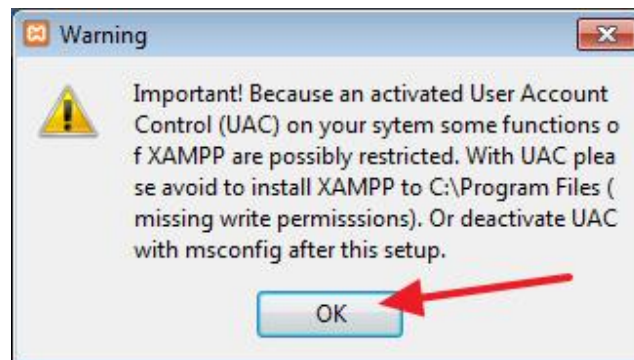 Warning
Important! Because an activated User Account
Control (UAC) on your sytem some functions o
f XAMPP are possibly restricted. With UAC plea
se avoid to install XAMPP to C:\Program Files (
missing write permisssions). Or deactivate UAC
with msconfig after this setup.
OK